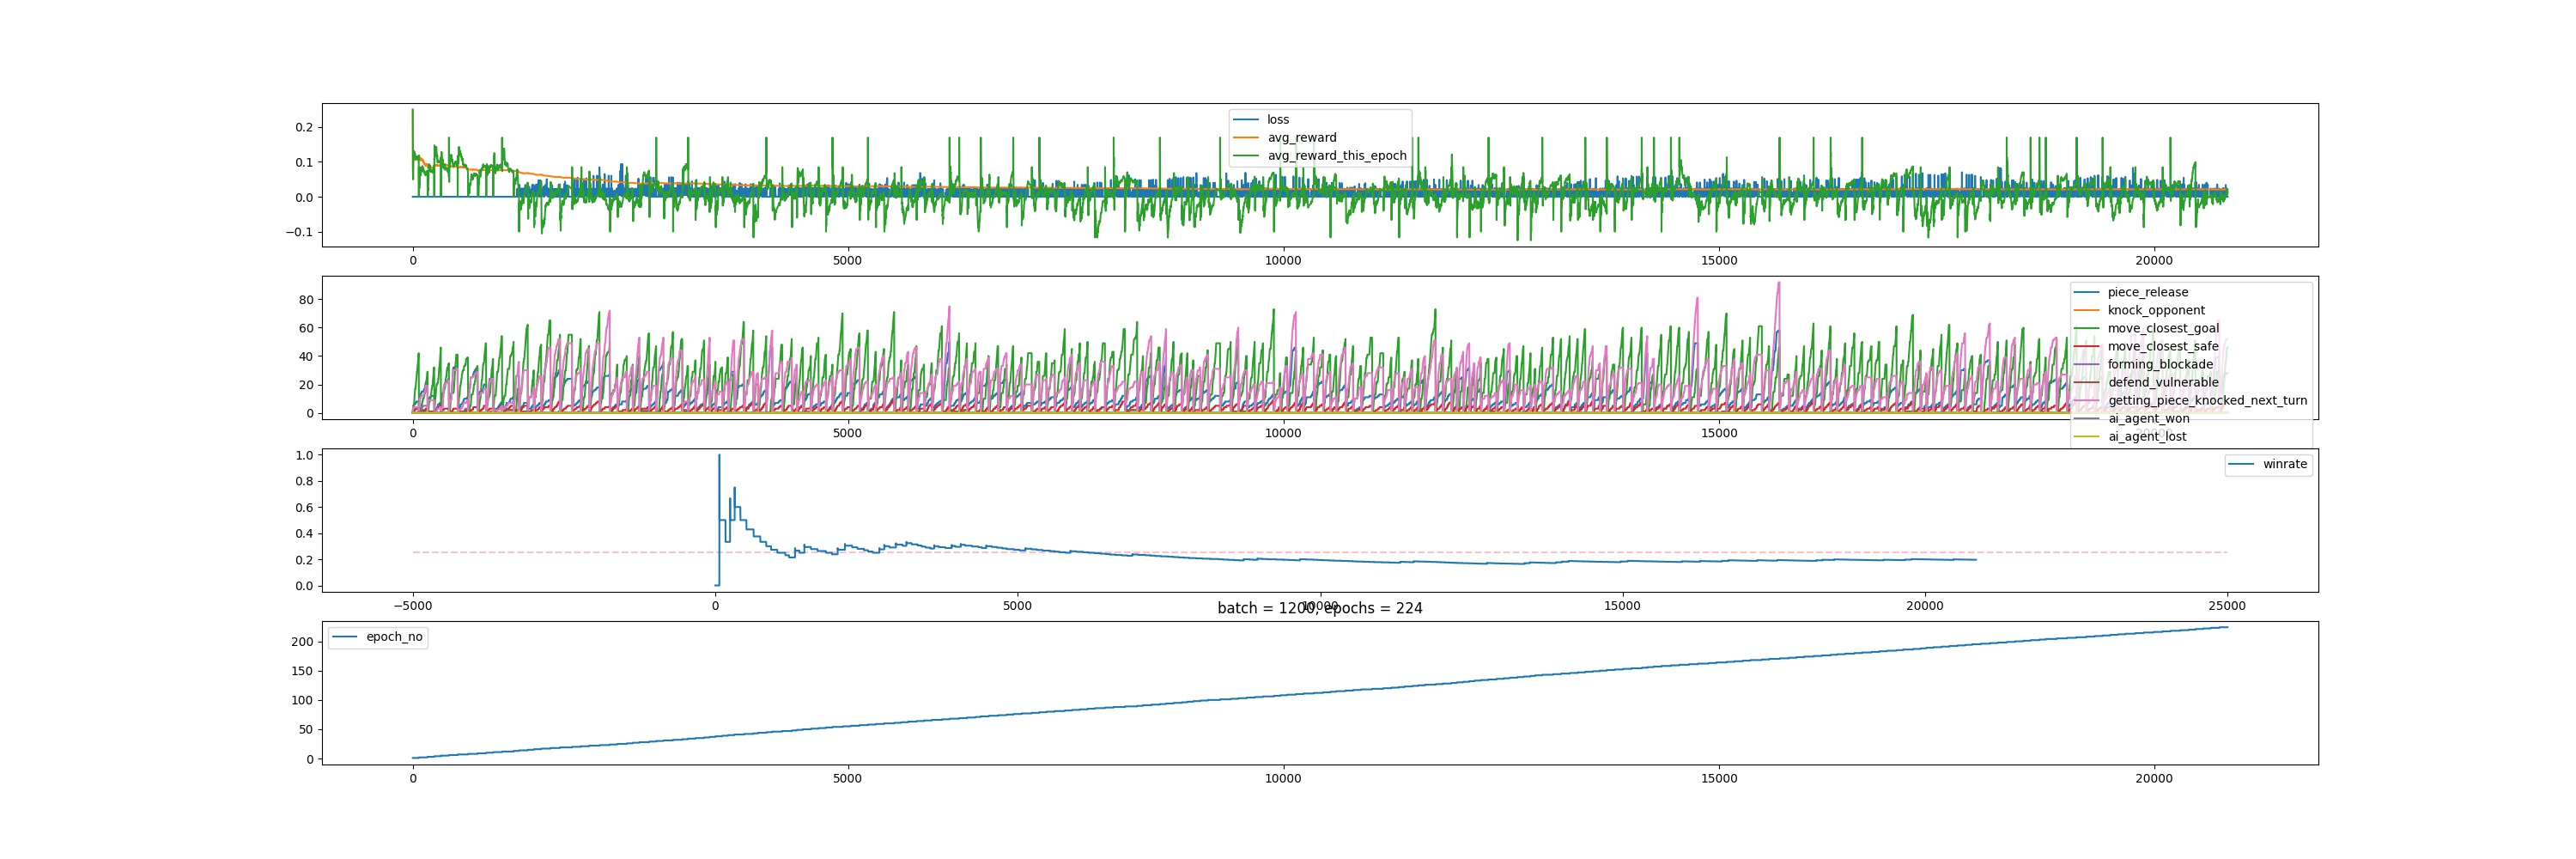 0.2
0.1
0.0
−0.1
loss
avg_reward
avg_reward_this_epoch
0 5000 10000 15000 20000
80
60
40
20
0
piece_release
knock_opponent
move_closest_goal
move_closest_safe
forming_blockade
defend_vulnerable
getting_piece_knocked_next_turn
ai_agent_won
ai_agent_lost
0 5000 10000 15000 20000
1.0
0.8
0.6
0.4
0.2
0.0
winrate
−5000 0 5000 10000 15000 20000 25000
batch = 1200, epochs = 224
200
150
100
50
0
epoch_no
0 5000 10000 15000 20000